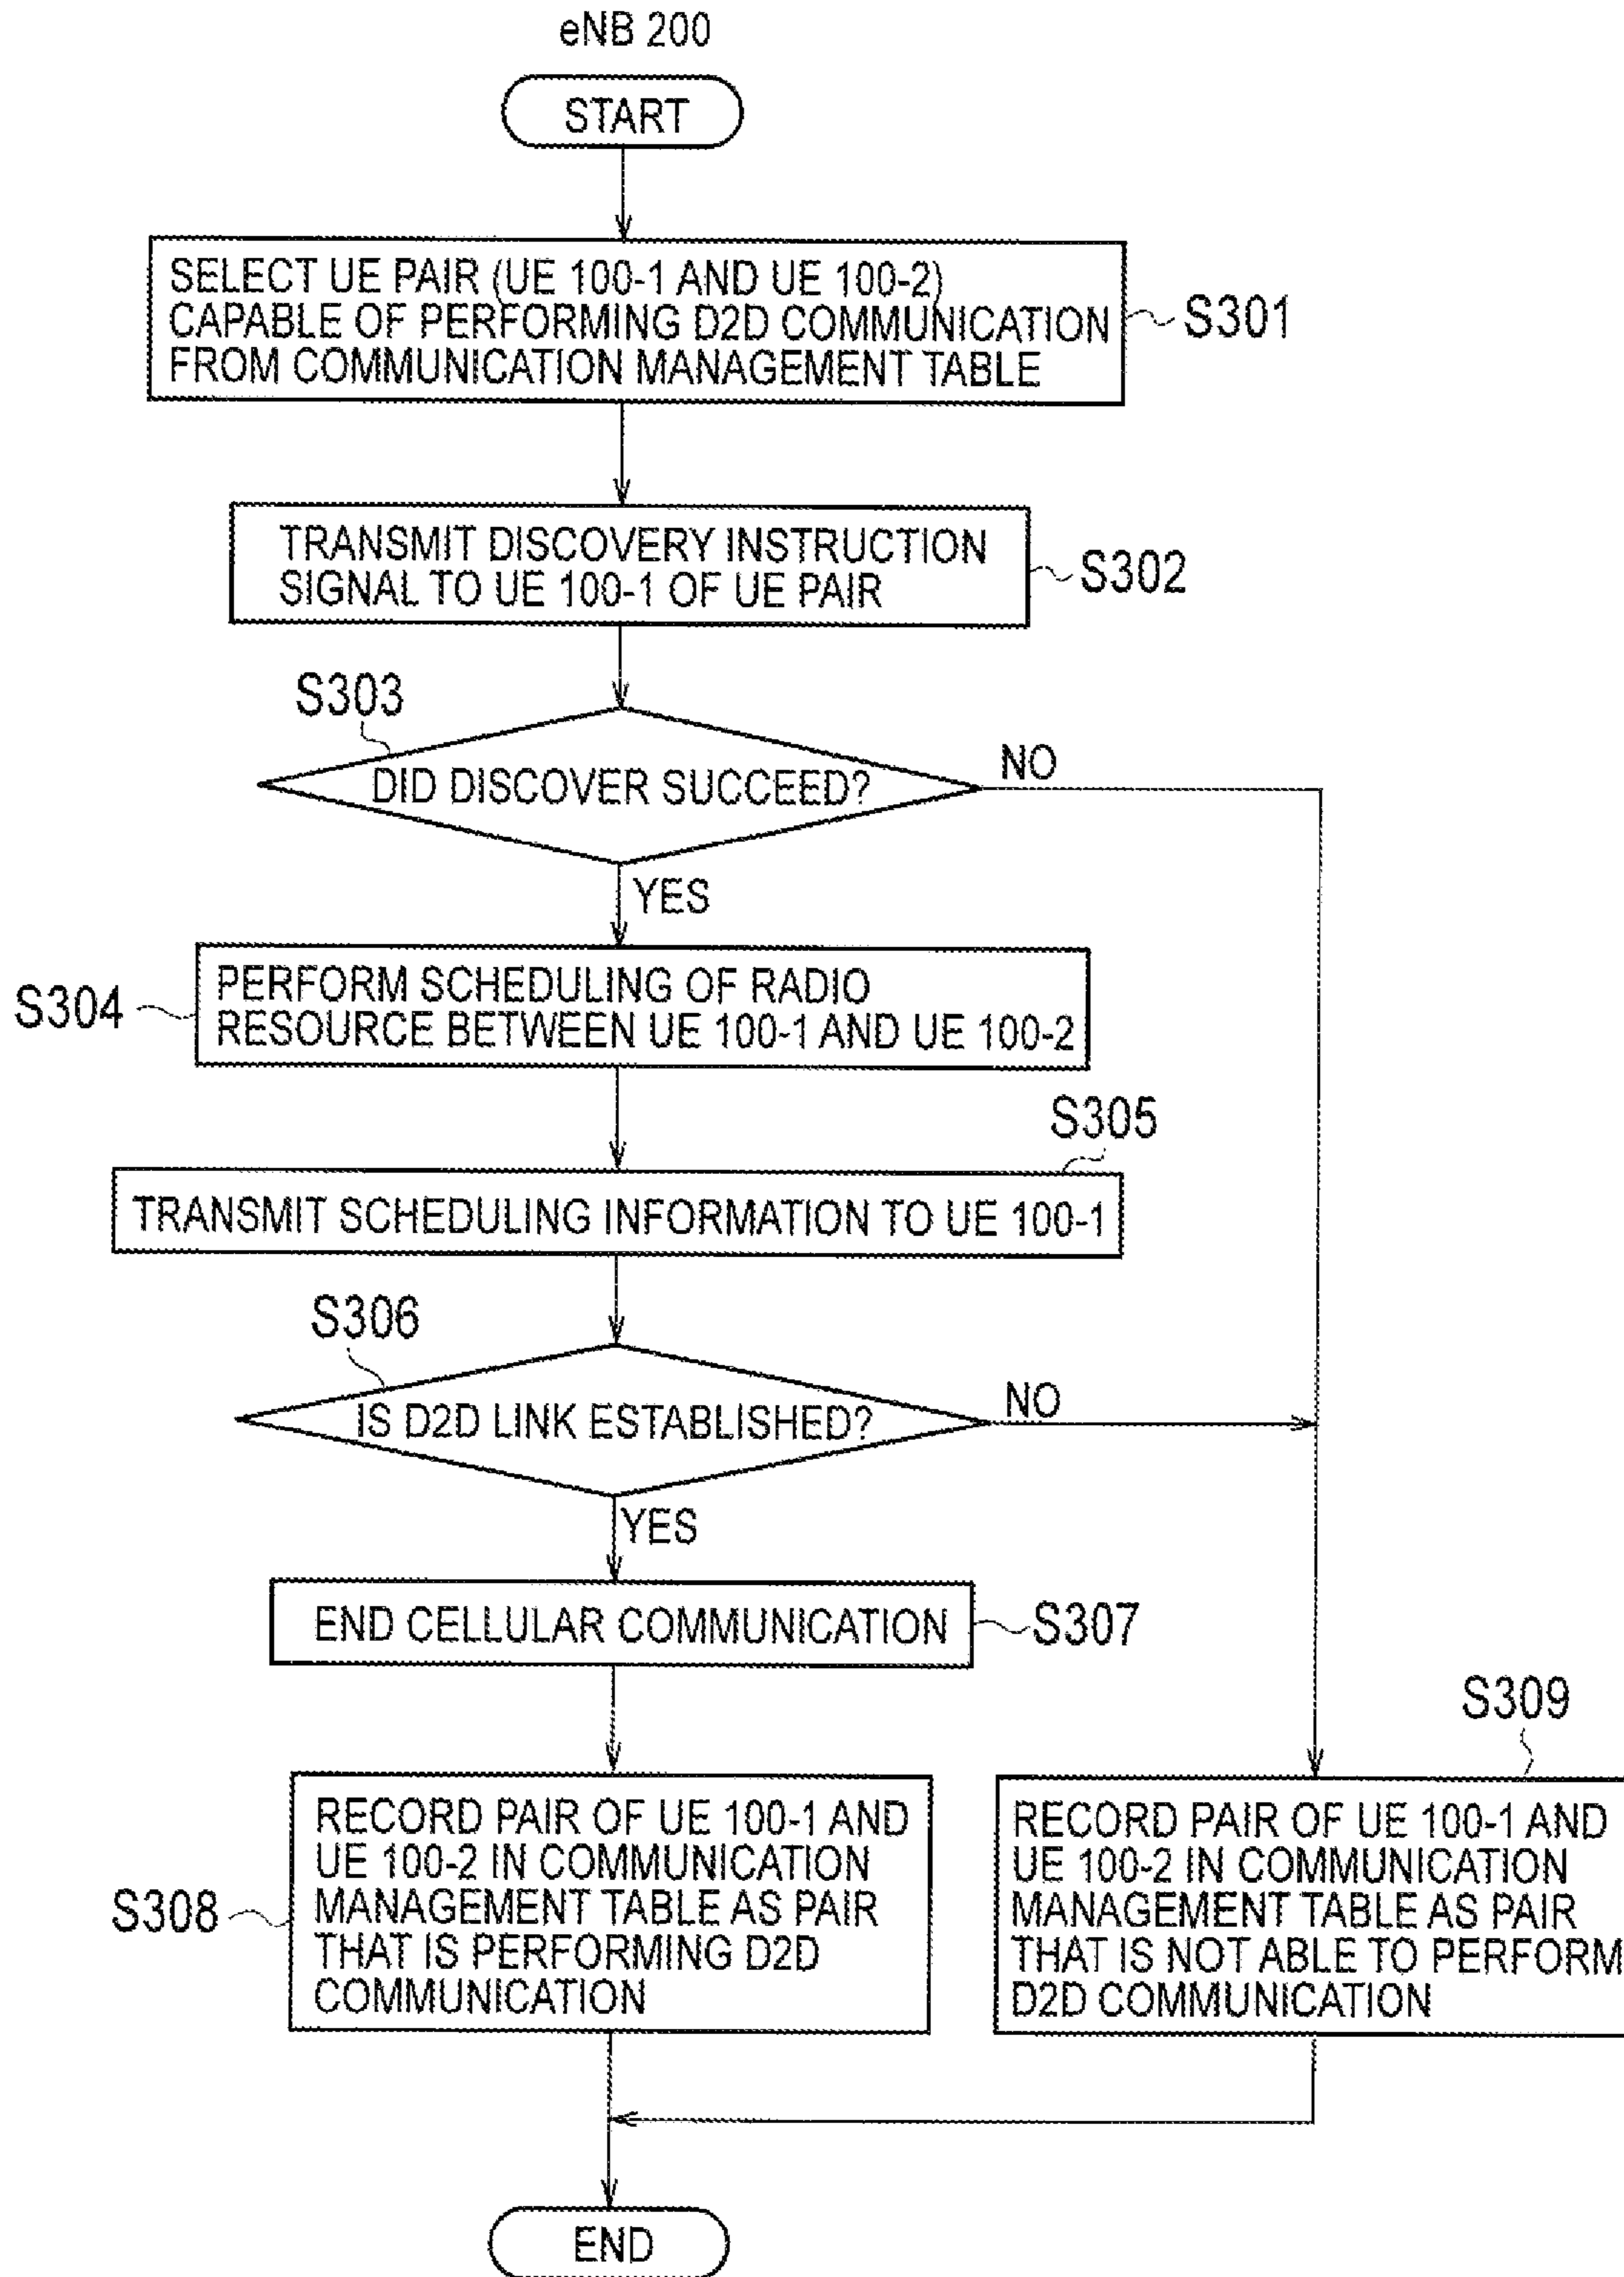 eNB 200
START
SELECT UE PAIR (UE 100-1 AND UE 100-2)
CAPABLE OF PERFORMING D2D COMMUNICATION
FROM COMMUNICATION MANAGEMENT TABLE
S301
TRANSMIT DISCOVERY INSTRUCTION
SIGNAL TO UE 100-1 OF UE PAIR
S302
S303
DID DISCOVER SUCCEED?
NO
YES
S304
PERFORM SCHEDULING OF RADIO
RESOURCE BETWEEN UE 100-1 AND UE 100-2
S305
TRANSMIT SCHEDULING INFORMATION TO UE 100-1
S306
IS D2D LINK ESTABLISHED?
NO
YES
END CELLULAR COMMUNICATION
S307
S308
RECORD PAIR OF UE 100-1 AND
UE 100-2 IN COMMUNICATION
MANAGEMENT TABLE AS PAIR
THAT IS PERFORMING D2D
COMMUNICATION
S309
RECORD PAIR OF UE 100-1 AND
UE 100-2 IN COMMUNICATION
MANAGEMENT TABLE AS PAIR
THAT IS NOT ABLE TO PERFORM
D2D COMMUNICATION
END